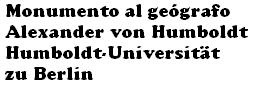 Monumento al geógrafo
Alexander von Humboldt
Humboldt-Universität
zu Berlin